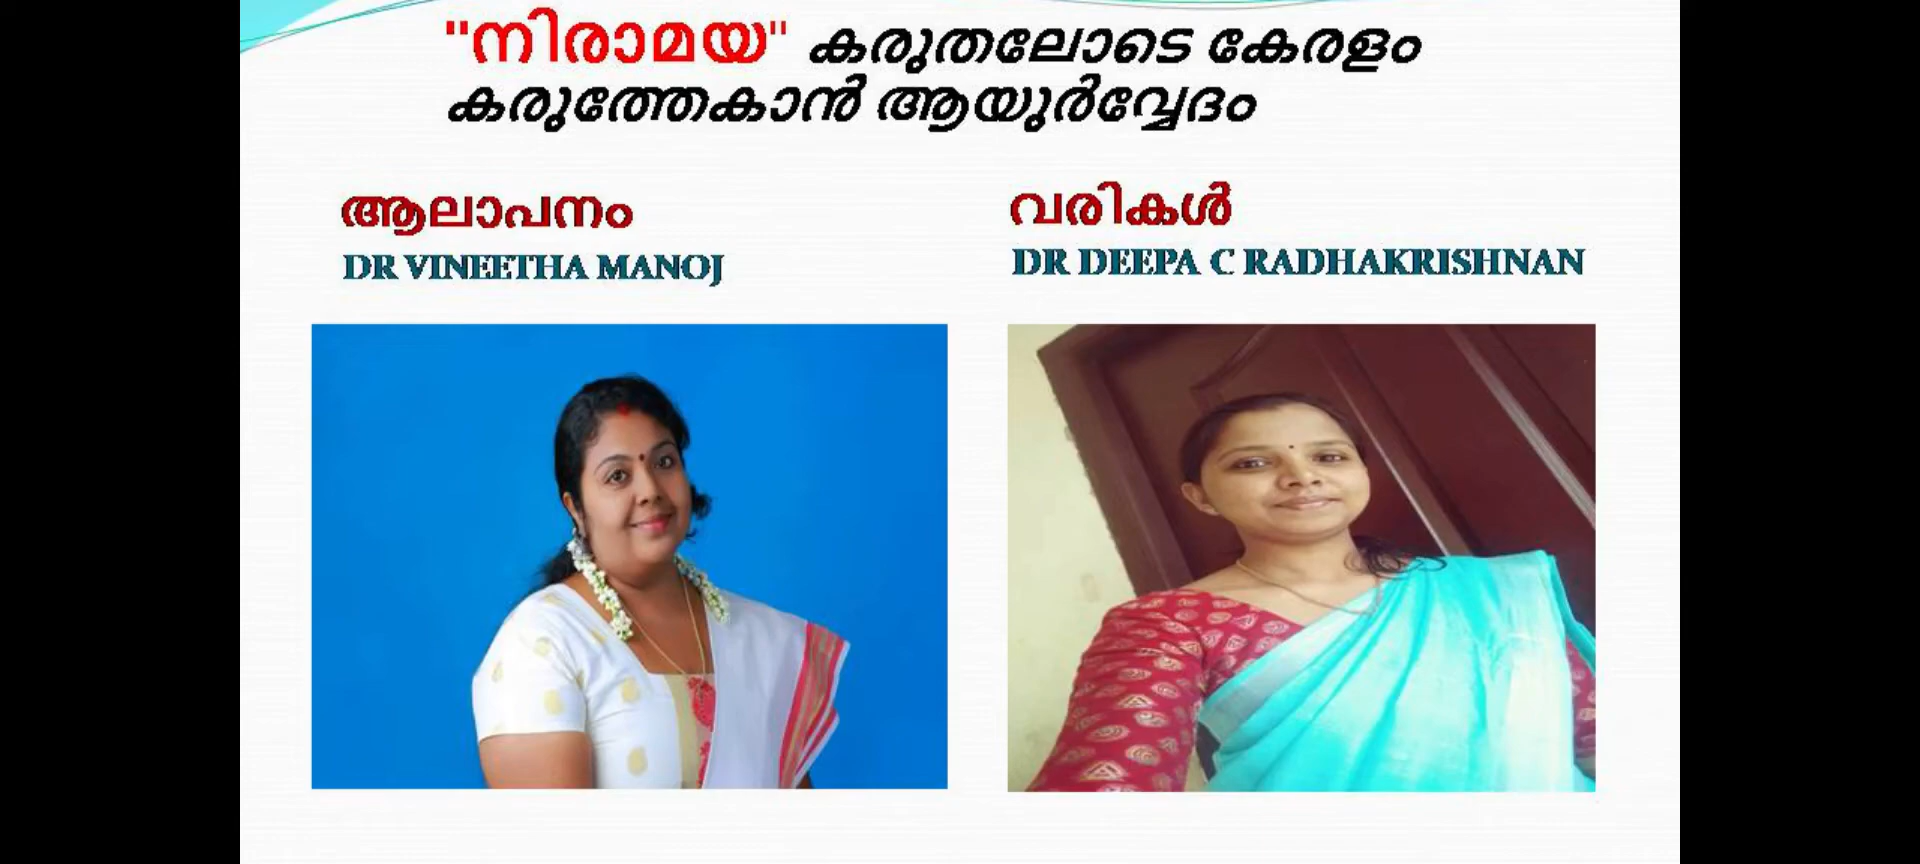 "നിരാമയ" കരുതലോടെ കേരളം
കരുത്തേകാൻ ആയുർവ്വേദം
ആലാപനം
DR VINEETHA MANOJ
വരികൾ
DR DEEPA C RADHAKRISHNAN